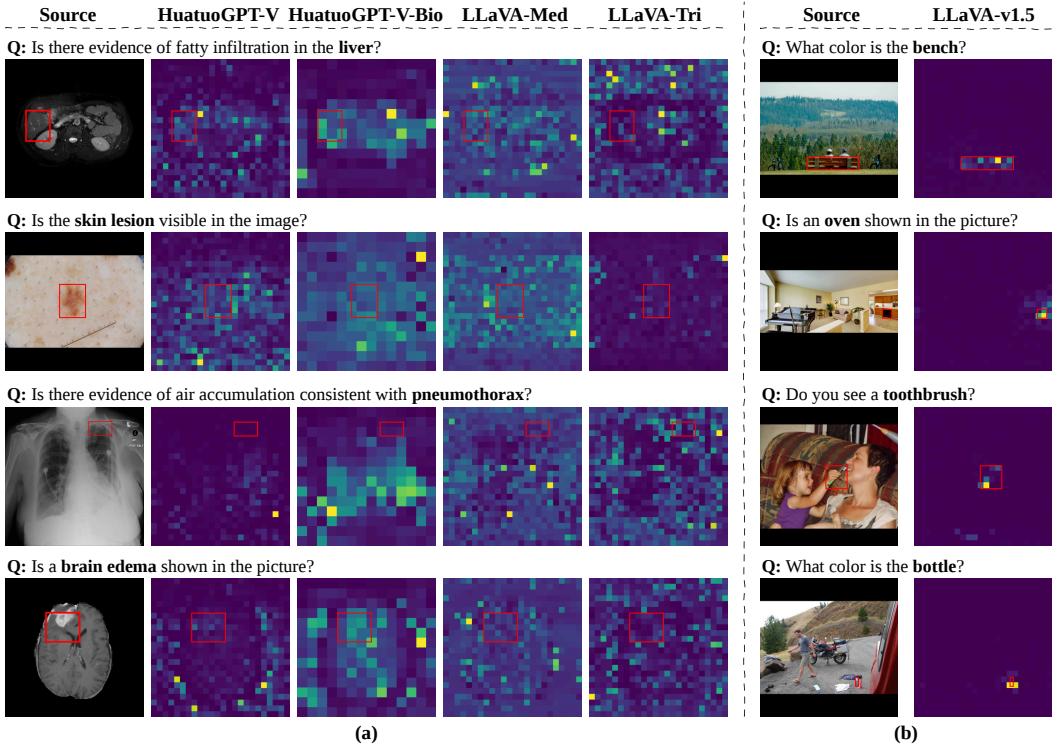 Source HuatuoGPT-V HuatuoGPT-V-Bio LLaVA-Med LLaVA-Tri
Q: Is there evidence of fatty infiltration in the liver?
Q: Is the skin lesion visible in the image?
Q: Is there evidence of air accumulation consistent with pneumothorax?
Q: Is a brain edema shown in the picture?
(a)
Source LLaVA-v1.5
Q: What color is the bench?
Q: Is an oven shown in the picture?
Q: Do you see a toothbrush?
Q: What color is the bottle?
(b)